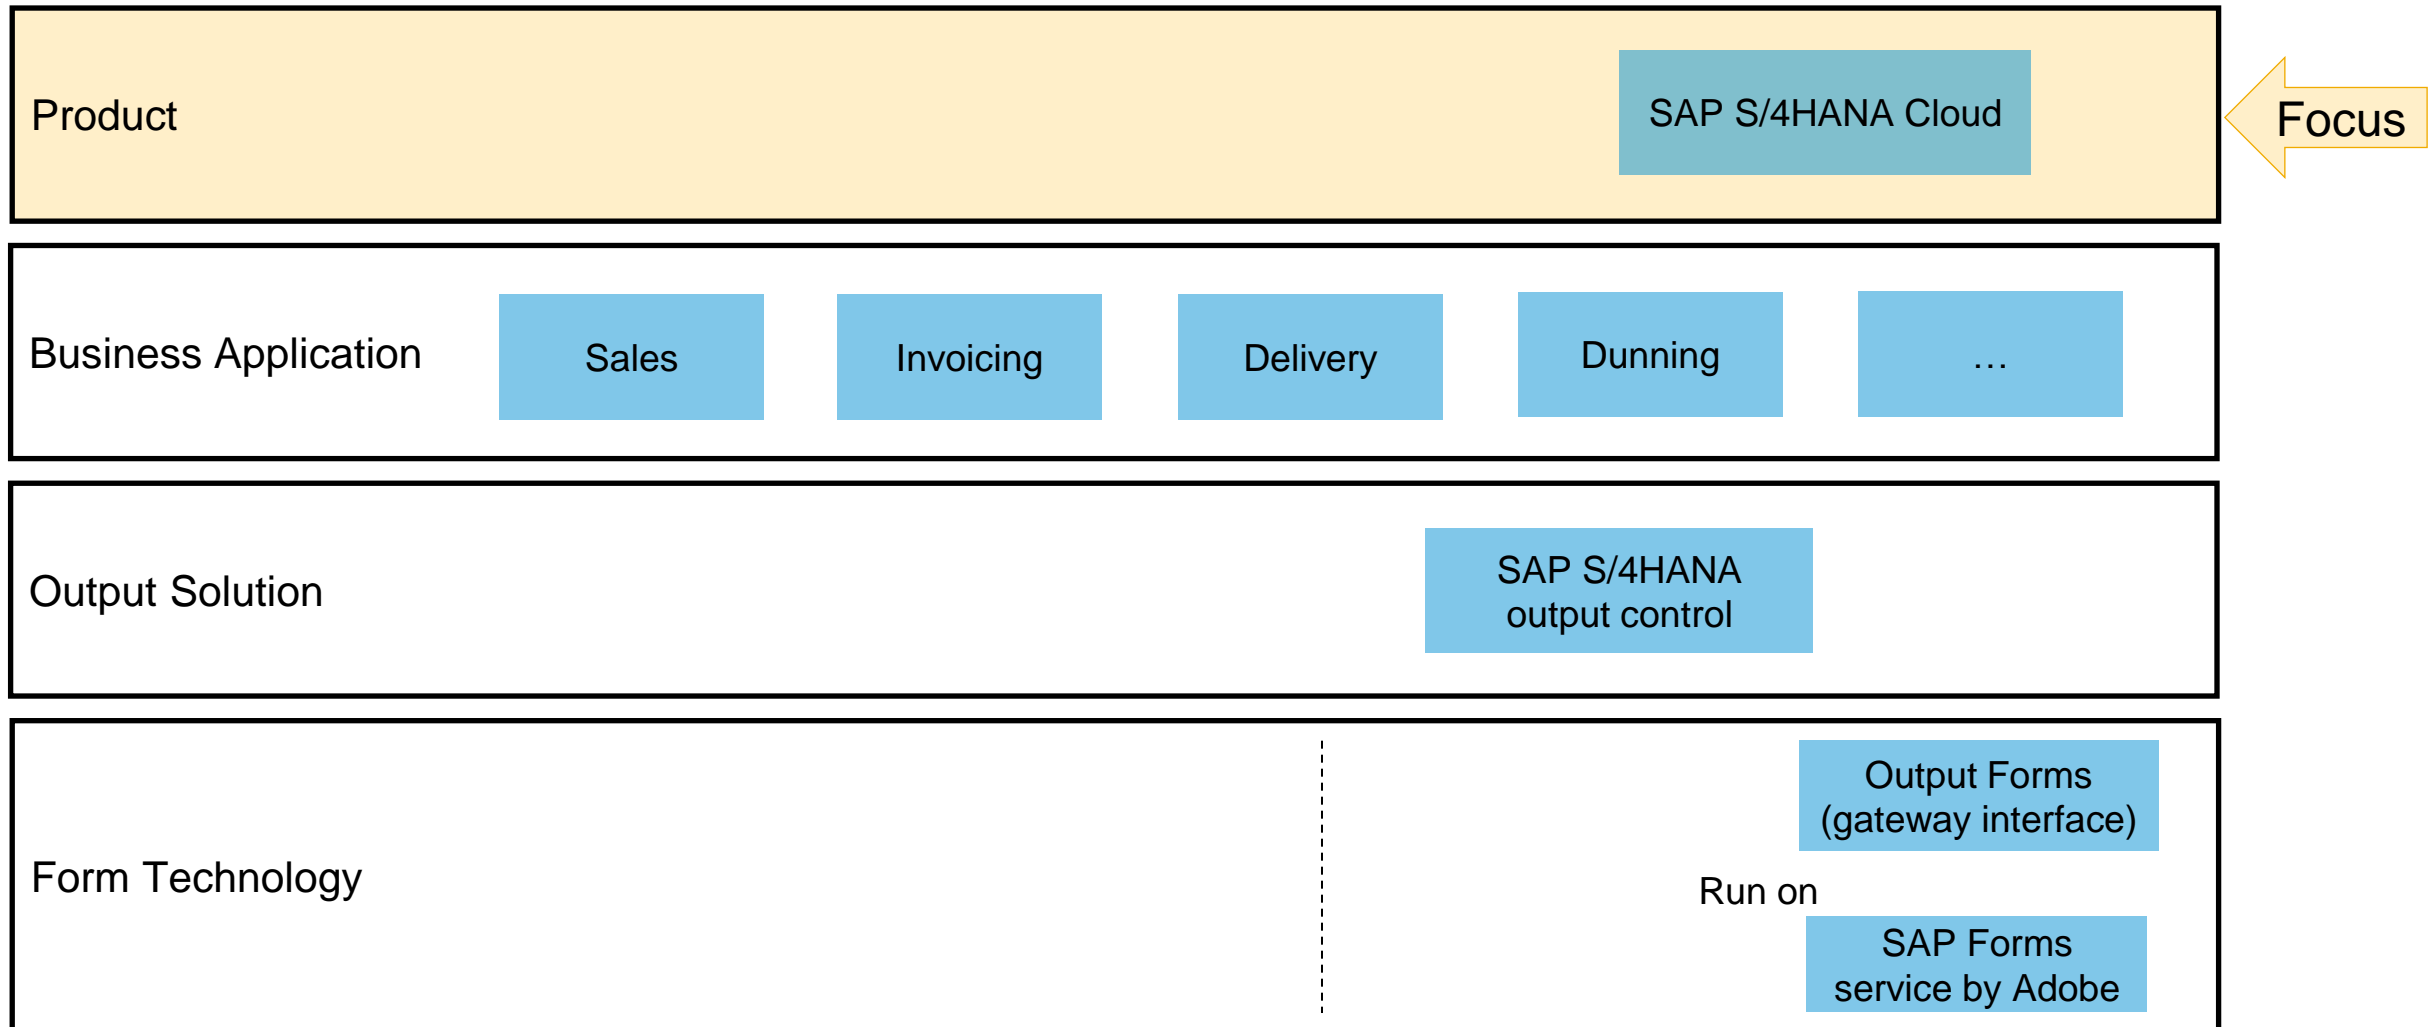 Product
SAP S/4HANA Cloud
Focus
Business Application
Sales
Invoicing
Delivery
Dunning
…
Output Solution
SAP S/4HANA
output control
Form Technology
Output Forms
(gateway interface)
Run on
SAP Forms
service by Adobe